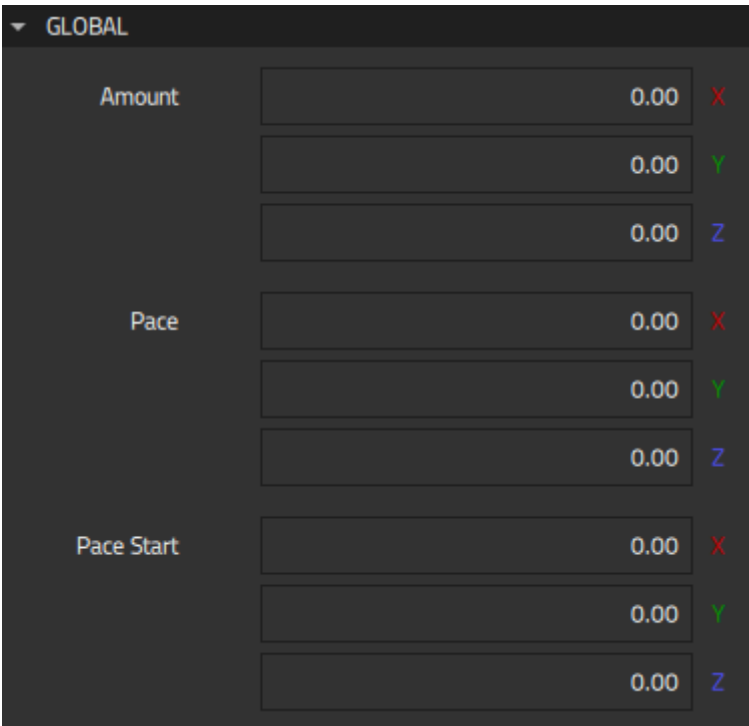 GLOBAL
Amount 0.00 X
0.00 Y
0.00 Z
Pace 0.00 X
0.00 Y
0.00 Z
Pace Start 0.00 X
0.00 Y
0.00 Z